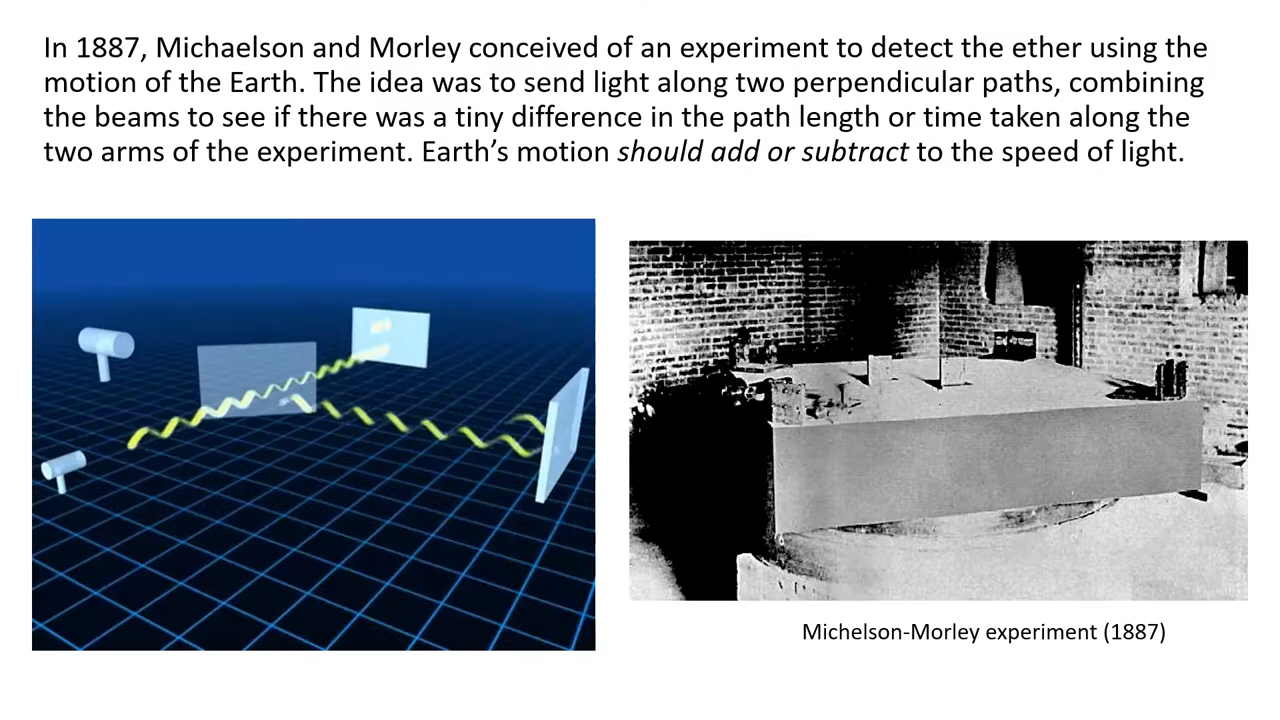 In 1887, Michaelson and Morley conceived of an experiment to detect the ether using the
motion of the Earth. The idea was to send light along two perpendicular paths, combining
the beams to see if there was a tiny difference in the path length or time taken along the
two arms of the experiment. Earth’s motion should add or subtract to the speed of light.
Michelson-Morley experiment (1887)